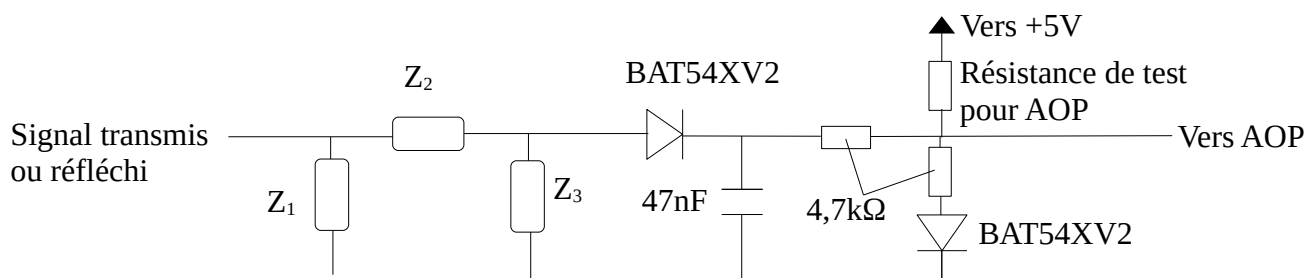 Vers +5V
BAT54XV2
Z2
Résistance de test
pour AOP
Signal transmis
ou réfléchi
Vers AOP
Z1
Z3
47nF
4,7kΩ
BAT54XV2